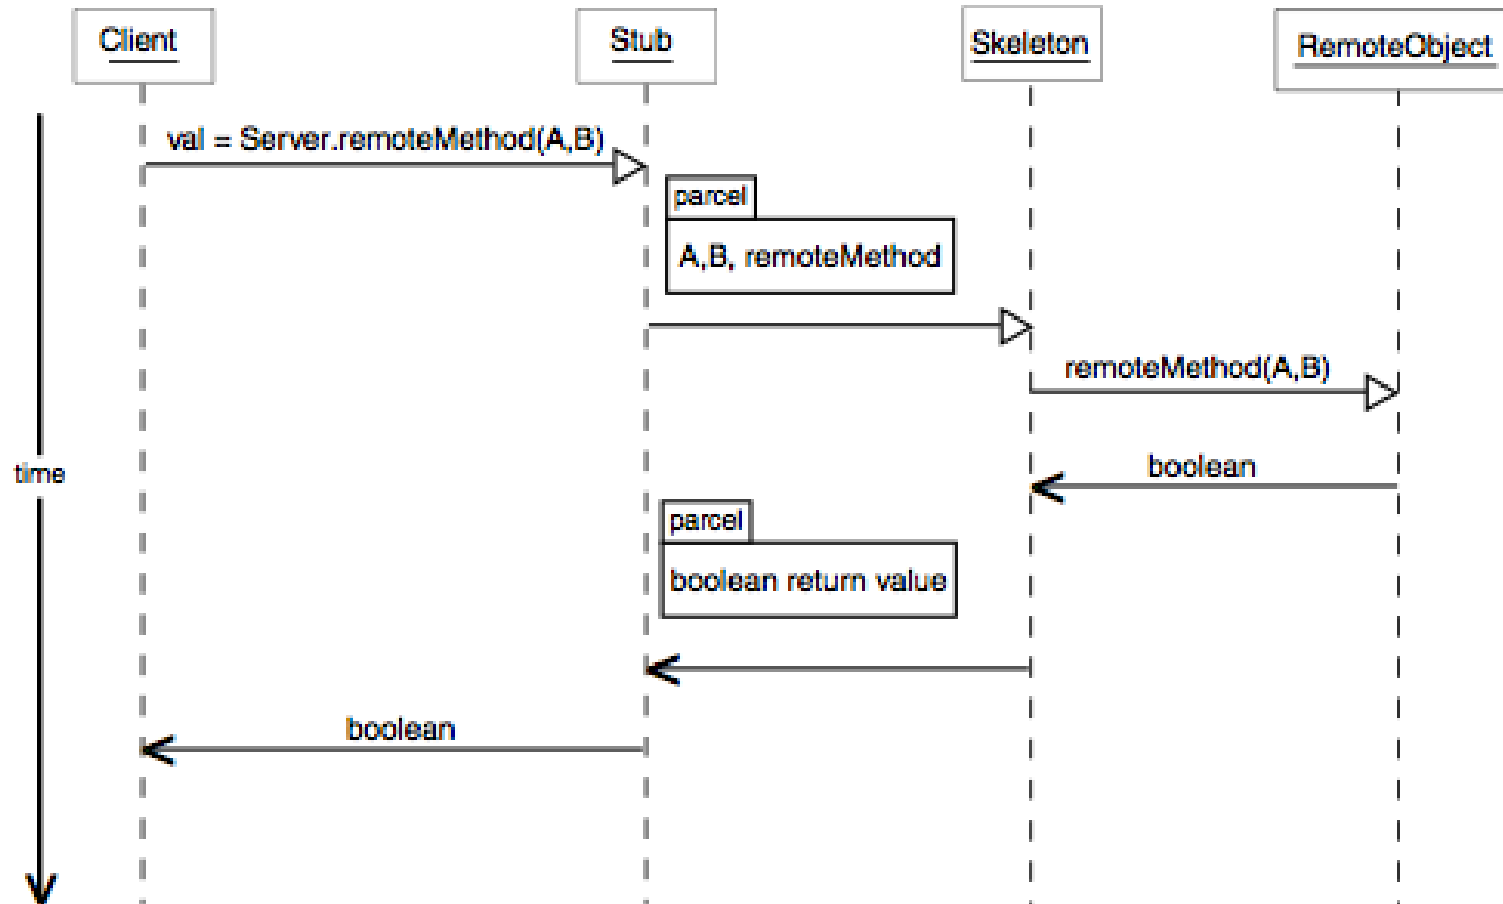 Client
Stub
Skeleton
RemoteObject
val = Server.remoteMethod(A,B)
parcel
A,B, remoteMethod
remoteMethod(A,B)
time
boolean
parcel
boolean return value
boolean